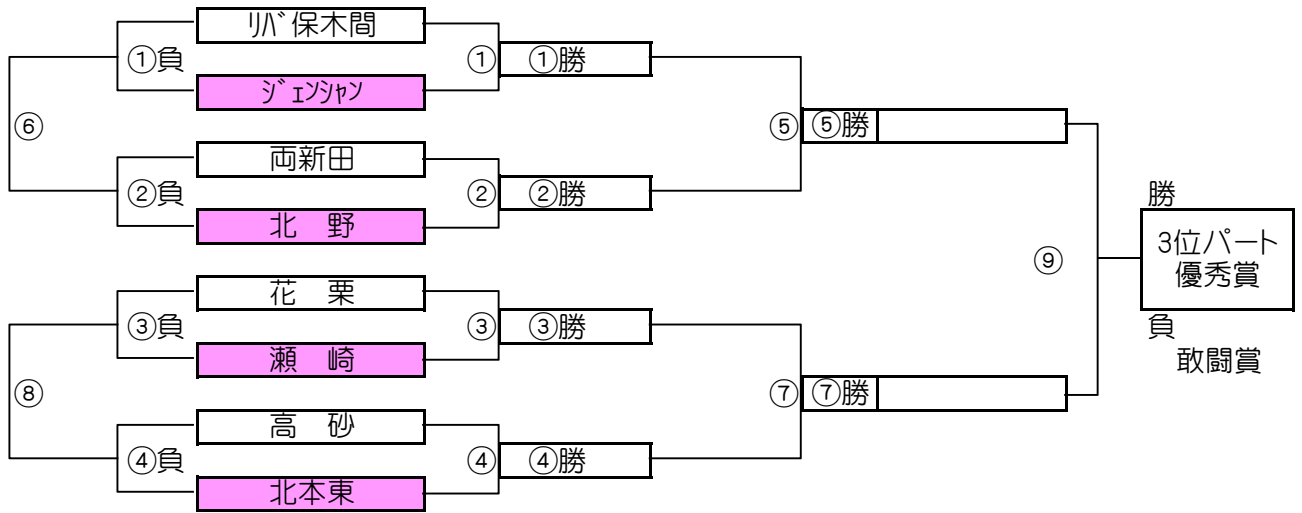 ﾘﾊﾞ保木間
①負
①
①勝
ｼﾞｪﾝｼｬﾝ
⑥
⑤
⑤勝
両新田
②負
②
②勝
北　野
勝
3位パート
優秀賞
⑨
花　栗
③負
③
③勝
負
敢闘賞
瀬　崎
⑧
⑦
⑦勝
高　砂
④負
④
④勝
北本東